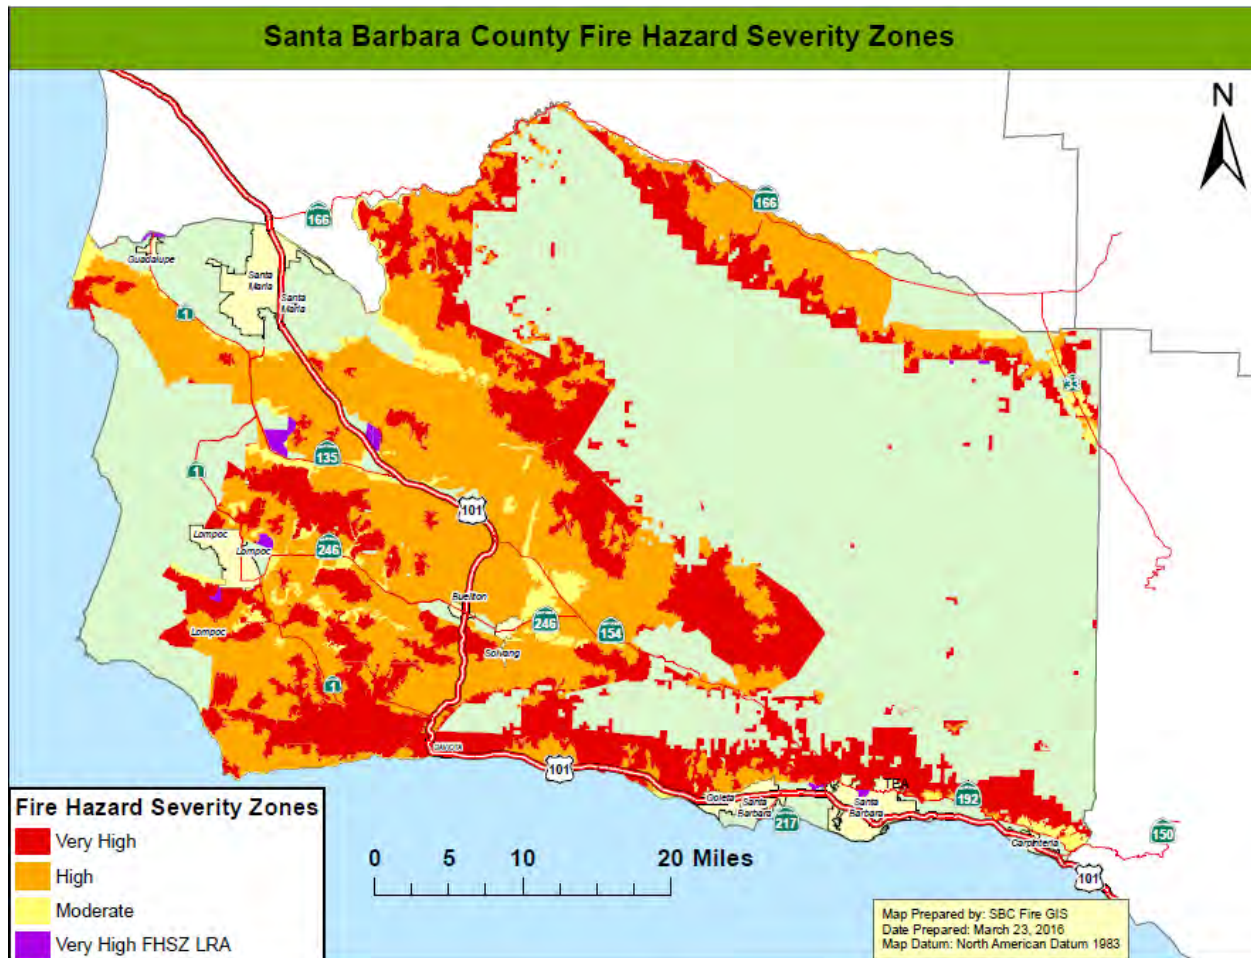 Santa Barbara County Fire Hazard Severity Zones
N
166
166
Guadalupe
Santa
Maria
Santa
Maria
1
33
135
1
101
Lompoc
Lompoc
246
Buellton
246
154
Lompoc
Solvang
1
GAVIOTA
101
TPA
Goleta
Santa
Barbara
217
Santa
Barbara
192
Carpinteria
150
101
Fire Hazard Severity Zones
Very High
High
Moderate
Very High FHSZ LRA
0 5 10 20 Miles
Map Prepared by: SBC Fire GIS
Date Prepared: March 23, 2016
Map Datum: North American Datum 1983